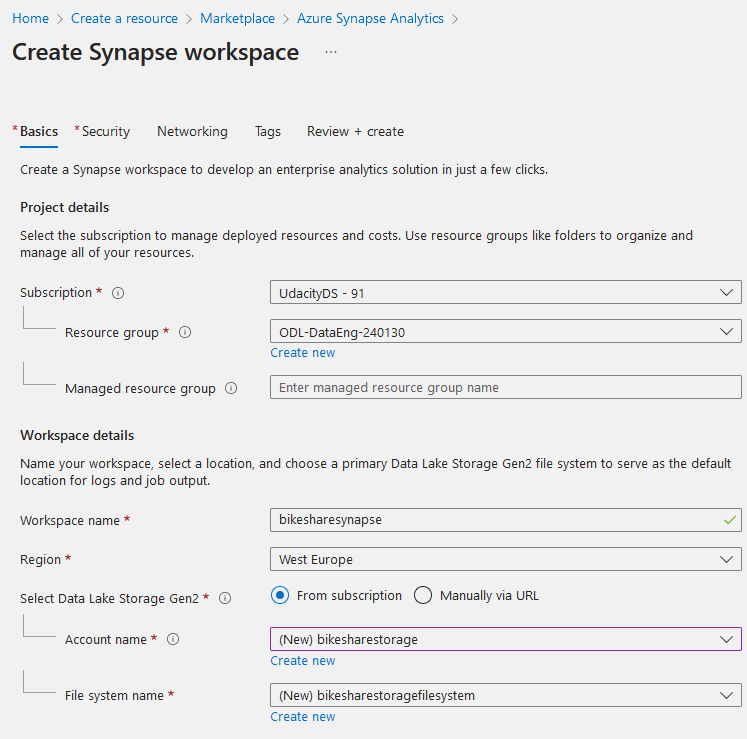 Home > Create a resource > Marketplace > Azure Synapse Analytics >
Create Synapse workspace ...
*Basics *Security Networking Tags Review + create
Create a Synapse workspace to develop an enterprise analytics solution in just a few clicks.
Project details
Select the subscription to manage deployed resources and costs. Use resource groups like folders to organize and
manage all of your resources.
Subscription * UdacityDS - 91
Resource group * ODL-DataEng-240130
Create new
Managed resource group Enter managed resource group name
Workspace details
Name your workspace, select a location, and choose a primary Data Lake Storage Gen2 file system to serve as the default
location for logs and job output.
Workspace name * bikesharesynapse
Region * West Europe
Select Data Lake Storage Gen2 * From subscription Manually via URL
Account name * (New) bikesharestorage
Create new
File system name * (New) bikesharestoragefilesystem
Create new